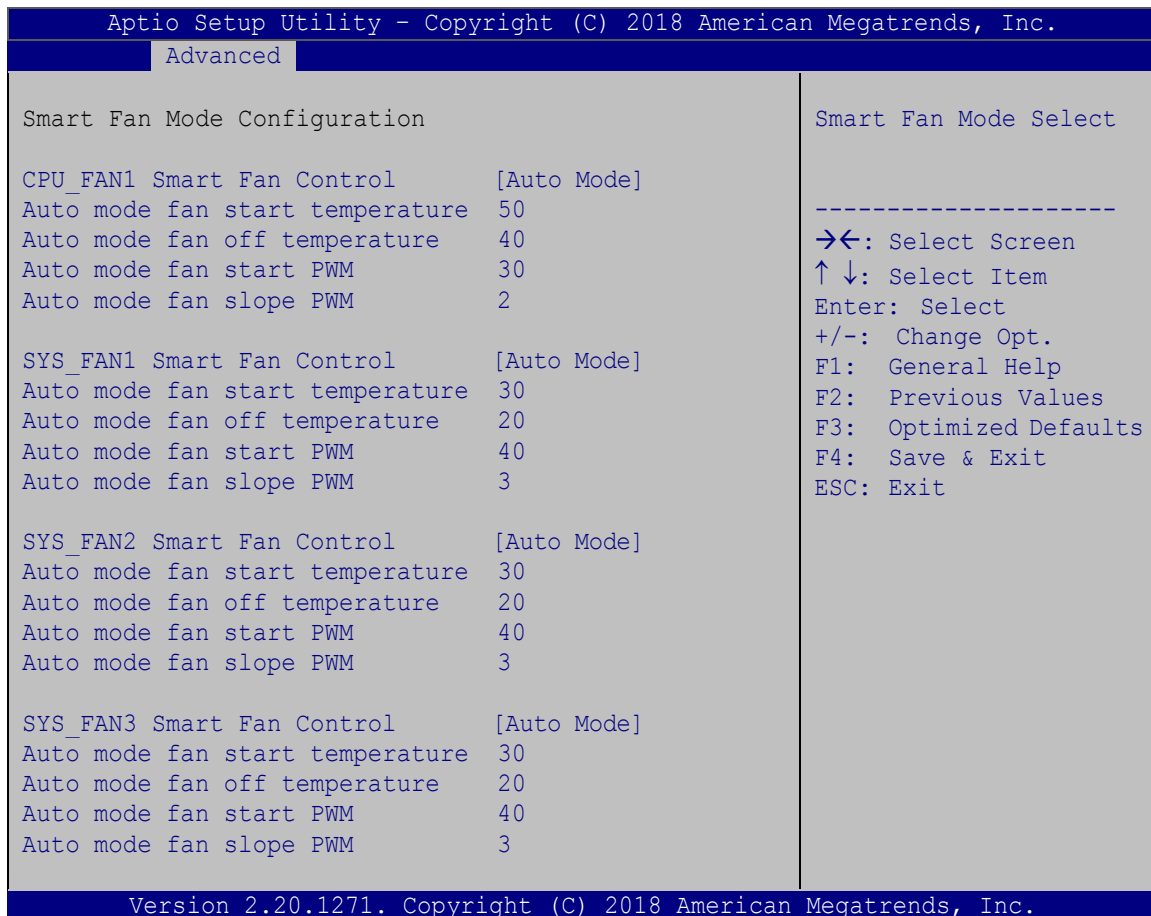 Aptio Setup Utility – Copyright (C) 2018 American Megatrends, Inc.
Advanced
Smart Fan Mode Configuration
CPU_FAN1 Smart Fan Control [Auto Mode]
Auto mode fan start temperature 50
Auto mode fan off temperature 40
Auto mode fan start PWM 30
Auto mode fan slope PWM 2
SYS_FAN1 Smart Fan Control [Auto Mode]
Auto mode fan start temperature 30
Auto mode fan off temperature 20
Auto mode fan start PWM 40
Auto mode fan slope PWM 3
SYS_FAN2 Smart Fan Control [Auto Mode]
Auto mode fan start temperature 30
Auto mode fan off temperature 20
Auto mode fan start PWM 40
Auto mode fan slope PWM 3
SYS_FAN3 Smart Fan Control [Auto Mode]
Auto mode fan start temperature 30
Auto mode fan off temperature 20
Auto mode fan start PWM 40
Auto mode fan slope PWM 3
Smart Fan Mode Select
---------------------
→←: Select Screen
↑ ↓: Select Item
Enter: Select
+/-: Change Opt.
F1: General Help
F2: Previous Values
F3: Optimized Defaults
F4: Save & Exit
ESC: Exit
Version 2.20.1271. Copyright (C) 2018 American Megatrends, Inc.